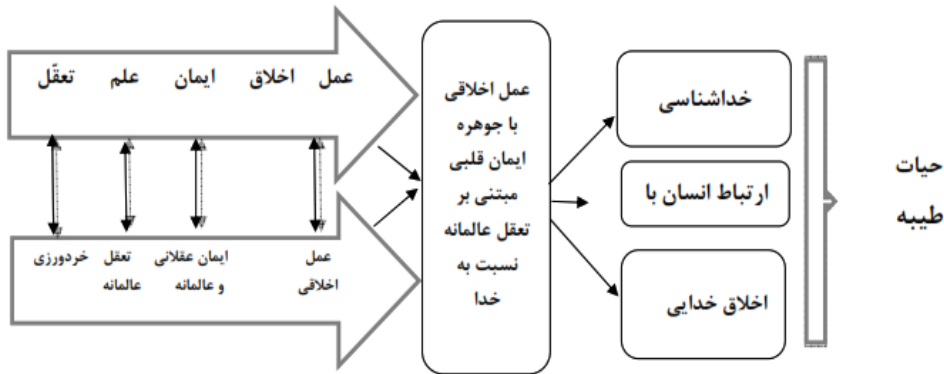 تعقّل علم ایمان اخلاق عمل
خردورزی تعقل ایمان عقلانی عمل
عالمانه و عالمانه اخلاقی
عمل اخلاقی
با جوهره
ایمان قلبی
مبتنی بر
تعقل عالمانه
نسبت به
خدا
خداشناسی
ارتباط انسان با
اخلاق خدایی
حیات
طیبه